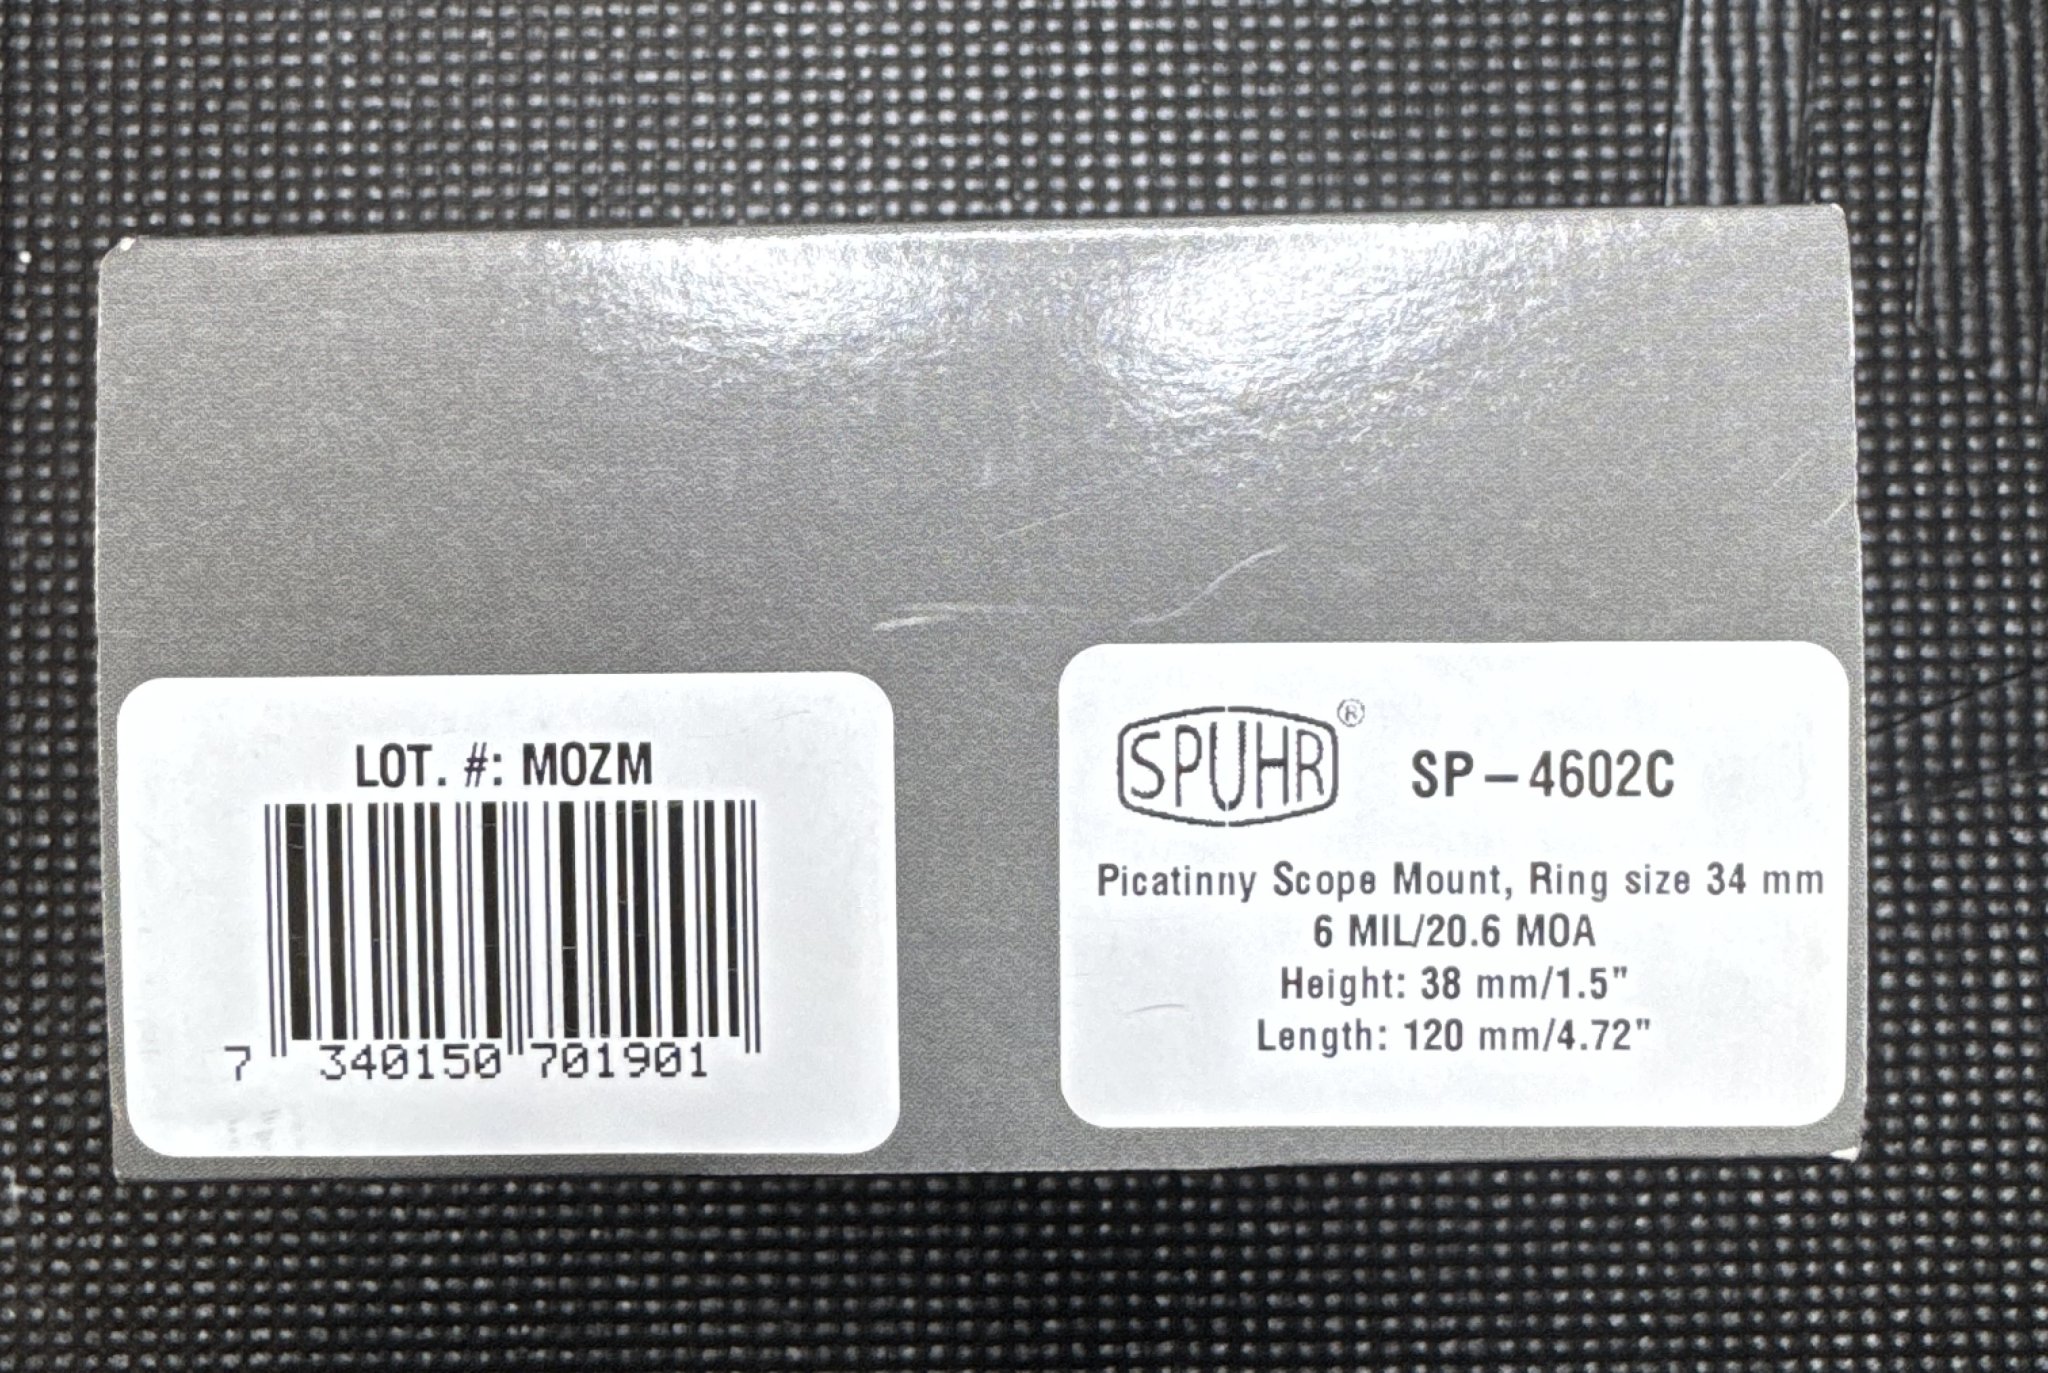 LOT. #: MOZM
7 340150 701901
SPUHR® SP-4602C
Picatinny Scope Mount, Ring size 34 mm
6 MIL/20.6 MOA
Height: 38 mm/1.5"
Length: 120 mm/4.72"